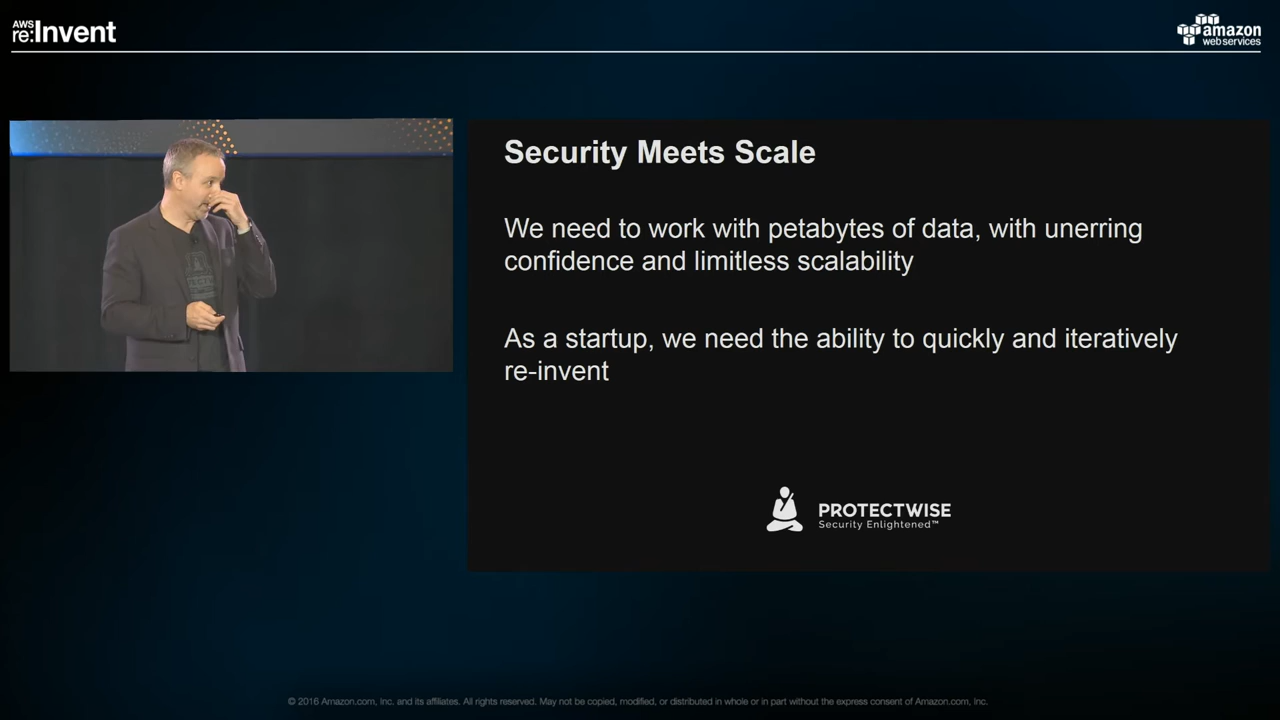 AWS
re:Invent
amazon
web services
Security Meets Scale
We need to work with petabytes of data, with unerring
confidence and limitless scalability
As a startup, we need the ability to quickly and iteratively
re-invent
PROTECTWISE
Security Enlightened™
© 2016 Amazon.com, Inc. and its affiliates. All rights reserved. May not be copied, modified, or distributed in whole or in part without the express consent of Amazon.com, Inc.